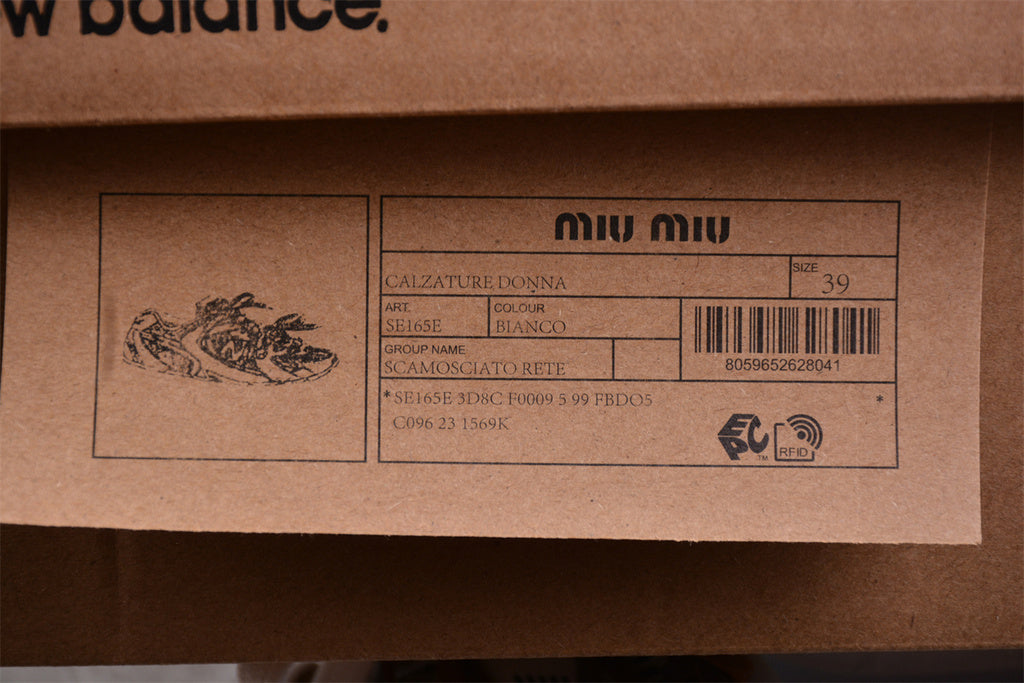 w balance.
MIU MIU
CALZATURE DONNA
SIZE
39
ART.
SE165E
COLOUR
BIANCO
8059652628041
GROUP NAME
SCAMOSCIATO RETE
* SE165E 3D8C F0009 5 99 FBDO5 *
C096 23 1569K
EPC TM
RFID